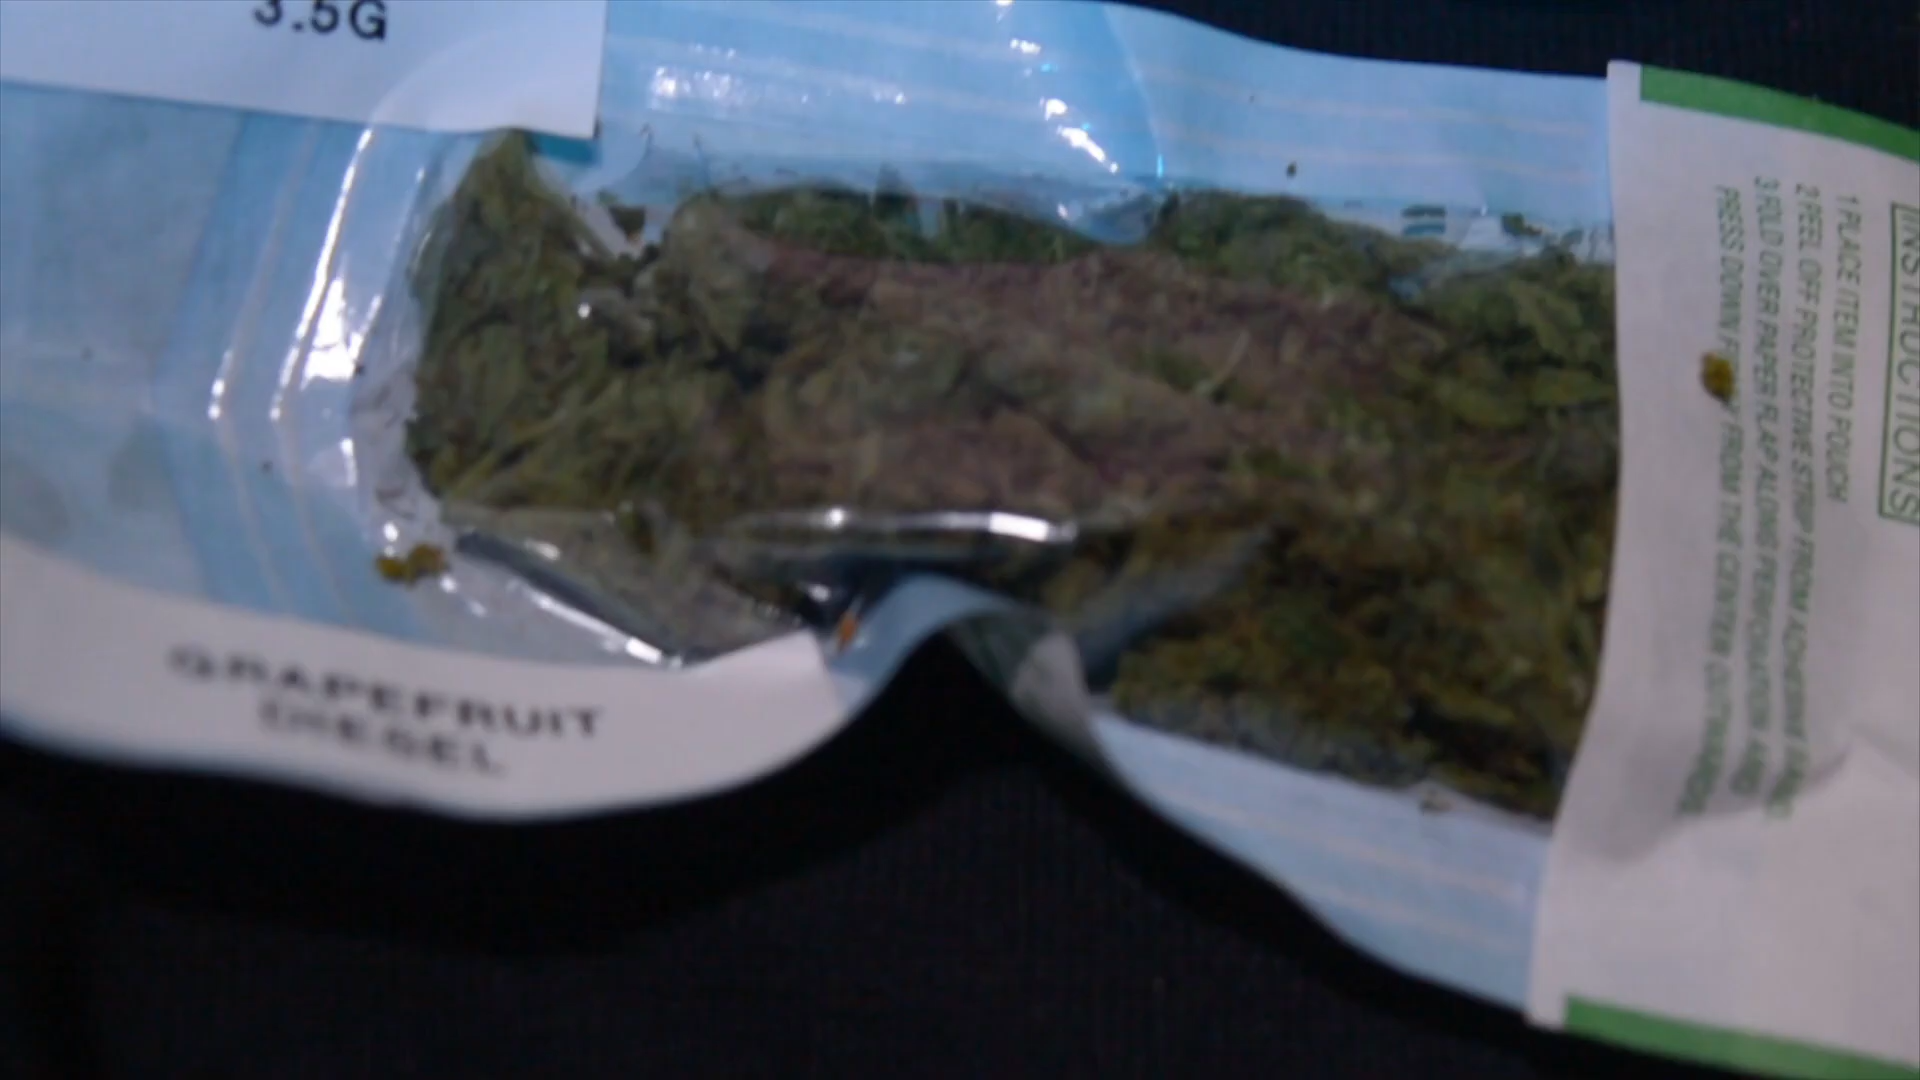 3.5G
GRAPEFRUIT
DIESEL
INSTRUCTIONS
1 PLACE ITEM INTO POUCH
2 PEEL OFF PROTECTIVE STRIP FROM ADHESIVE
3 FOLD OVER PAPER FLAP ALONG PERFORATION AND
PRESS DOWN FROM THE CENTER OUTWARDS